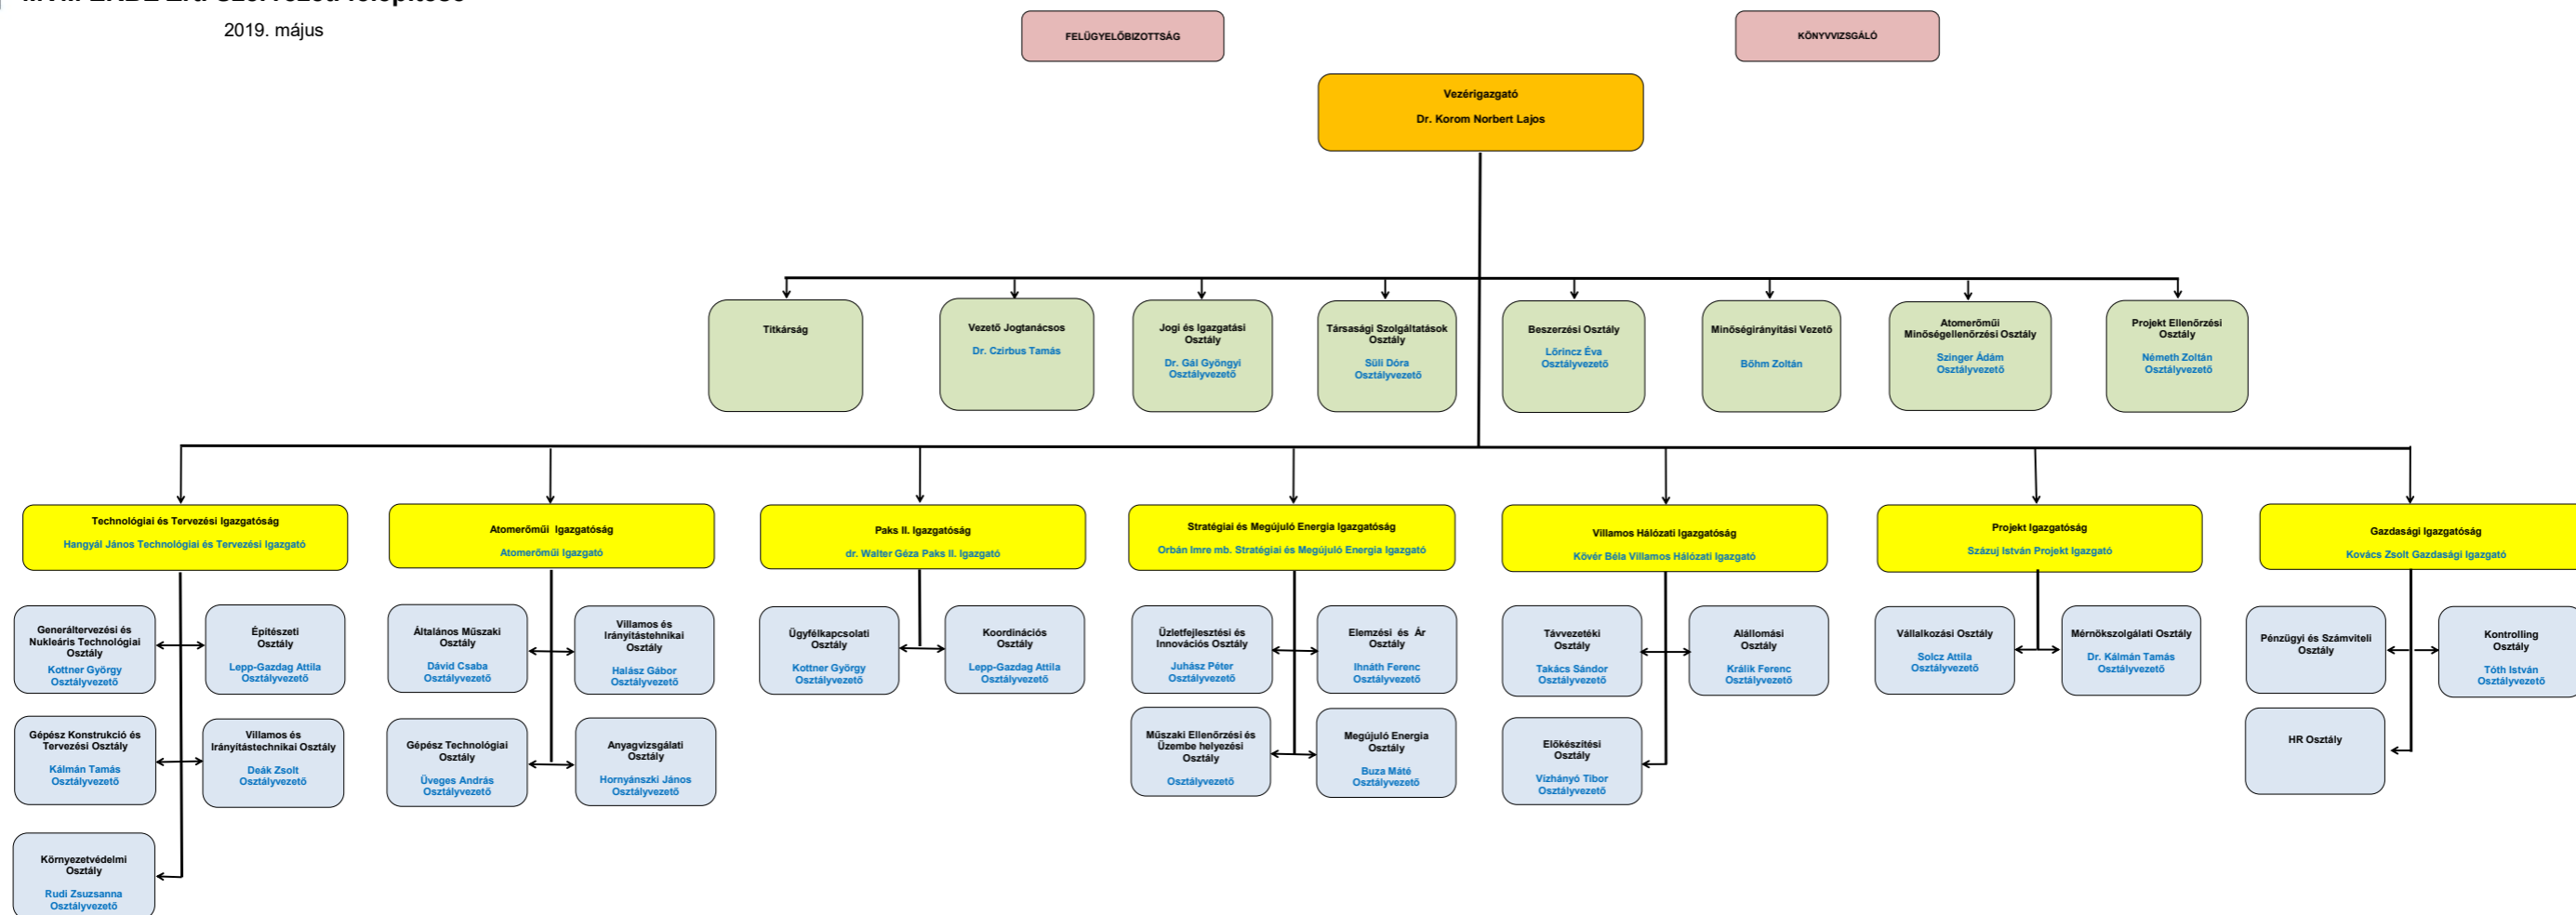 2019. május
FELÜGYELŐBIZOTTSÁG
KÖNYVVIZSGÁLÓ
Vezérigazgató
Dr. Korom Norbert Lajos
Titkárság
Vezető Jogtanácsos
Dr. Czirbus Tamás
Jogi és Igazgatási
Osztály
Dr. Gál Gyöngyi
Osztályvezető
Társasági Szolgáltatások
Osztály
Süli Dóra
Osztályvezető
Beszerzési Osztály
Lőrincz Éva
Osztályvezető
Minőségirányítási Vezető
Bőhm Zoltán
Atomerőműi
Minőségellenőrzési Osztály
Szinger Ádám
Osztályvezető
Projekt Ellenőrzési
Osztály
Németh Zoltán
Osztályvezető
Technológiai és Tervezési Igazgatóság
Hangyál János Technológiai és Tervezési Igazgató
Atomerőműi Igazgatóság
Atomerőműi Igazgató
Paks II. Igazgatóság
dr. Walter Géza Paks II. Igazgató
Stratégiai és Megújuló Energia Igazgatóság
Orbán Imre mb. Stratégiai és Megújuló Energia Igazgató
Villamos Hálózati Igazgatóság
Kövér Béla Villamos Hálózati Igazgató
Projekt Igazgatóság
Százuj István Projekt Igazgató
Gazdasági Igazgatóság
Kovács Zsolt Gazdasági Igazgató
Generáltervezési és
Nukleáris Technológiai
Osztály
Kottner György
Osztályvezető
Építészeti
Osztály
Lepp-Gazdag Attila
Osztályvezető
Általános Műszaki
Osztály
Dávid Csaba
Osztályvezető
Villamos és
Irányítástehnikai
Osztály
Halász Gábor
Osztályvezető
Ügyfélkapcsolati
Osztály
Kottner György
Osztályvezető
Koordinációs
Osztály
Lepp-Gazdag Attila
Osztályvezető
Üzletfejlesztési és
Innovációs Osztály
Juhász Péter
Osztályvezető
Elemzési és Ár
Osztály
Ihnáth Ferenc
Osztályvezető
Távvezetéki
Osztály
Takács Sándor
Osztályvezető
Alállomási
Osztály
Králik Ferenc
Osztályvezető
Vállalkozási Osztály
Solcz Attila
Osztályvezető
Mérnökszolgálati Osztály
Dr. Kálmán Tamás
Osztályvezető
Pénzügyi és Számviteli
Osztály
Kontrolling
Osztály
Tóth István
Osztályvezető
Gépész Konstrukció és
Tervezési Osztály
Kálmán Tamás
Osztályvezető
Villamos és
Irányítástechnikai Osztály
Deák Zsolt
Osztályvezető
Gépész Technológiai
Osztály
Üveges András
Osztályvezető
Anyagvizsgálati
Osztály
Hornyánszki János
Osztályvezető
Műszaki Ellenőrzési és
Üzembe helyezési
Osztály
Osztályvezető
Megújuló Energia
Osztály
Buza Máté
Osztályvezető
Előkészítési
Osztály
Vízhányó Tibor
Osztályvezető
HR Osztály
Környezetvédelmi
Osztály
Rudi Zsuzsanna
Osztályvezető